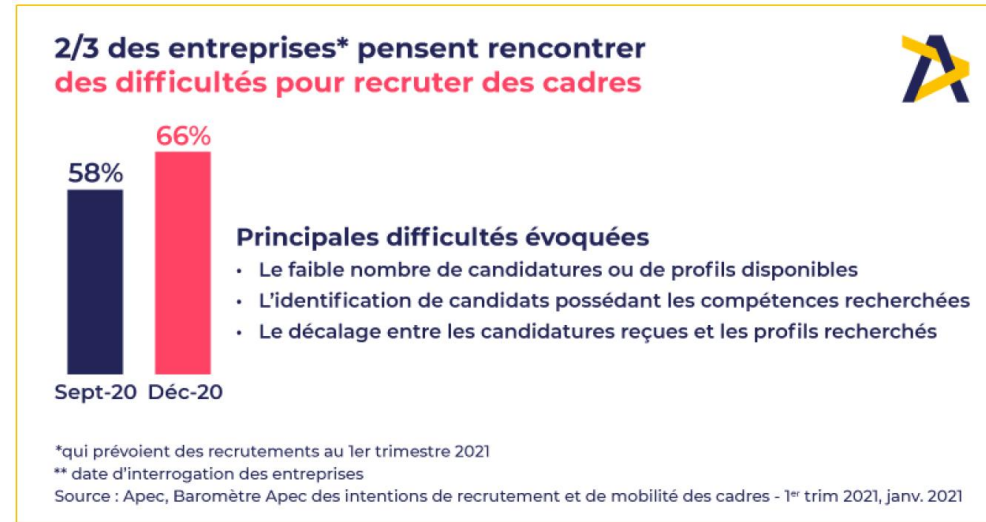 2/3 des entreprises* pensent rencontrer
des difficultés pour recruter des cadres
66%
58%
Principales difficultés évoquées
• Le faible nombre de candidatures ou de profils disponibles
• L'identification de candidats possédant les compétences recherchées
• Le décalage entre les candidatures reçues et les profils recherchés
Sept-20 Déc-20
*qui prévoient des recrutements au 1er trimestre 2021
** date d'interrogation des entreprises
Source : Apec, Baromètre Apec des intentions de recrutement et de mobilité des cadres - 1er trim 2021, janv. 2021